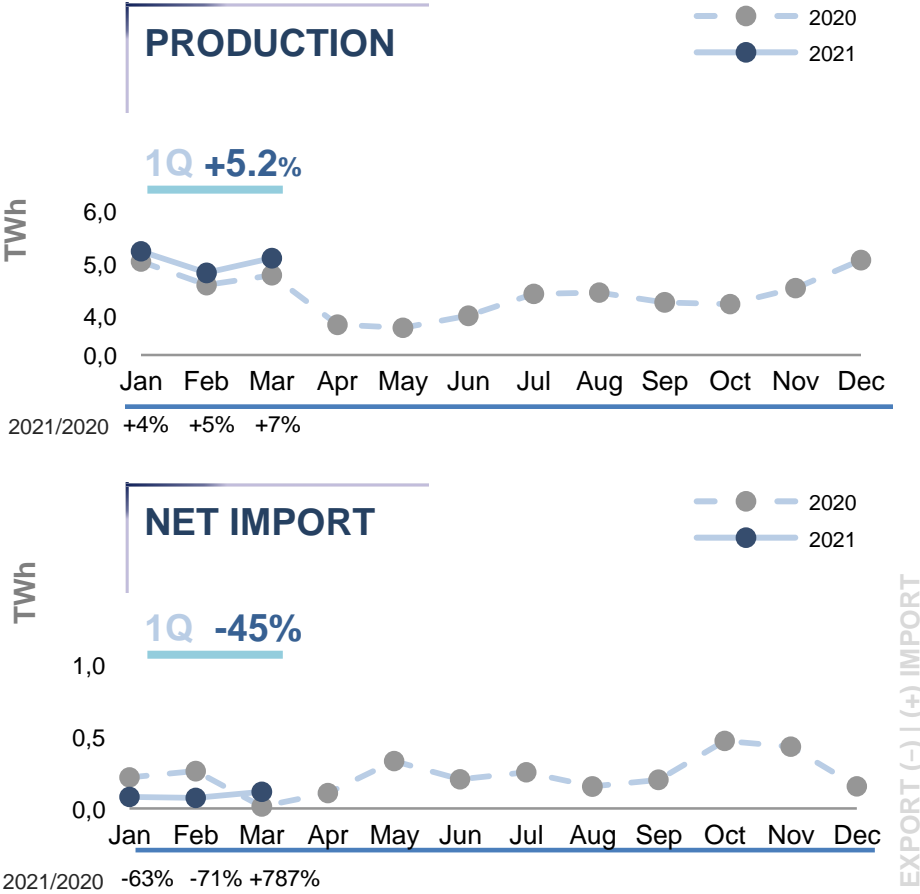 PRODUCTION
2020
2021
1Q +5.2%
TWh
6,0
5,0
4,0
0,0
Jan Feb Mar Apr May Jun Jul Aug Sep Oct Nov Dec
2021/2020 +4% +5% +7%
NET IMPORT
2020
2021
TWh
1Q -45%
1,0
0,5
0,0
Jan Feb Mar Apr May Jun Jul Aug Sep Oct Nov Dec
2021/2020 -63% -71% +787%
EXPORT (−) | (+) IMPORT